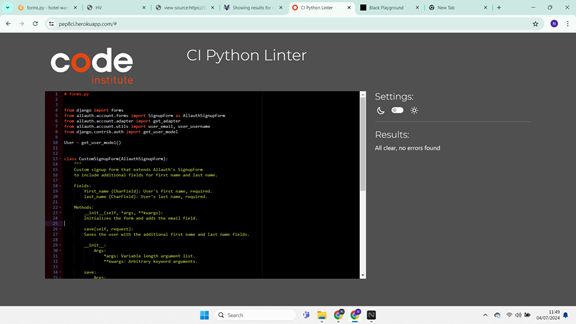 forms.py - hotel-wa
HV
view-source:https://
Showing results for
CI Python Linter
Black Playground
New Tab
pep8ci.herokuapp.com/#
code
institute
CI Python Linter
1 # forms.py
2
3
4 from django import forms
5 from allauth.account.forms import SignupForm as AllauthSignupForm
6 from allauth.account.adapter import get_adapter
7 from allauth.account.utils import user_email, user_username
8 from django.contrib.auth import get_user_model
9
10 User = get_user_model()
11
12
13 class CustomSignupForm(AllauthSignupForm):
14 """
15 Custom signup form that extends Allauth's SignupForm
16 to include additional fields for first name and last name.
17
18 Fields:
19 first_name (CharField): User's first name, required.
20 last_name (CharField): User's last name, required.
21
22 Methods:
23 __init__(self, *args, **kwargs):
24 Initializes the form and adds the email field.
25
26 save(self, request):
27 Saves the user with the additional first name and last name fields.
28
29 __init__:
30 Args:
31 *args: Variable length argument list.
32 **kwargs: Arbitrary keyword arguments.
33
34 save:
35 Args:
Settings:
Results:
All clear, no errors found
Search
11:49
04/07/2024